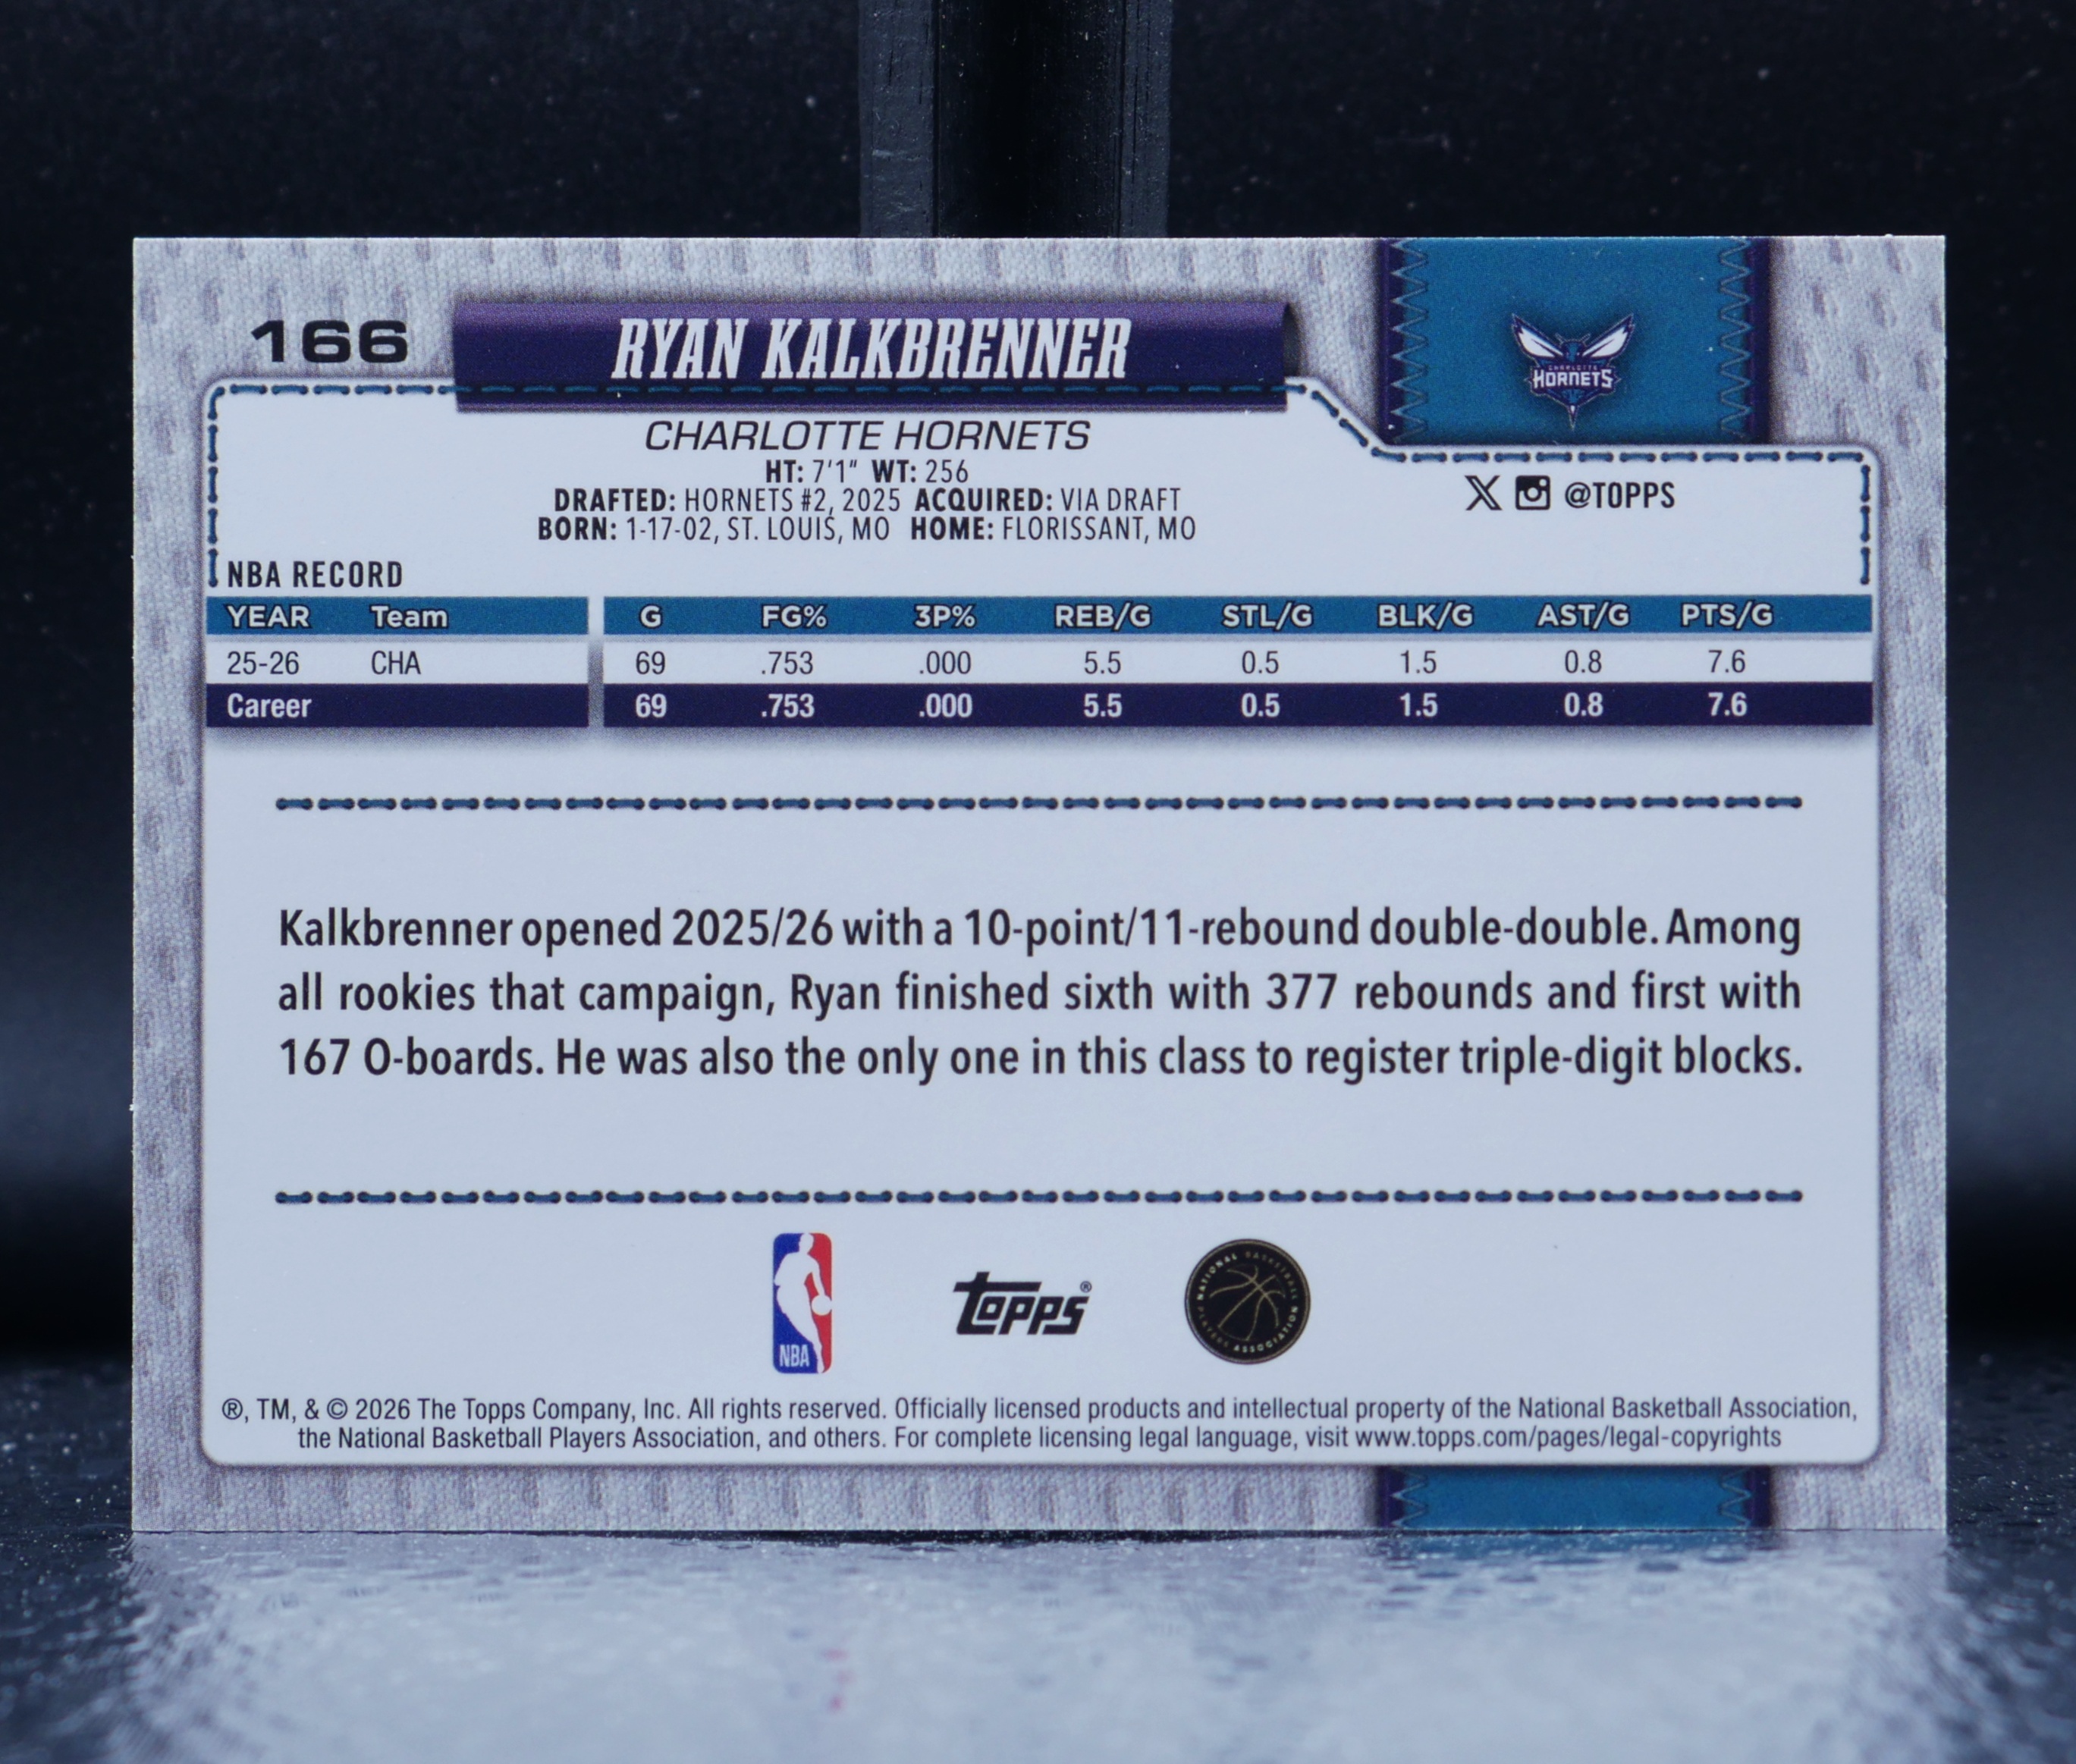 166
RYAN KALKBRENNER
CHARLOTTE HORNETS
CHARLOTTE HORNETS
HT: 7'1" WT: 256
DRAFTED: HORNETS #2, 2025 ACQUIRED: VIA DRAFT
BORN: 1-17-02, ST. LOUIS, MO HOME: FLORISSANT, MO
@TOPPS
NBA RECORD
YEAR Team G FG% 3P% REB/G STL/G BLK/G AST/G PTS/G
25-26 CHA 69 .753 .000 5.5 0.5 1.5 0.8 7.6
Career 69 .753 .000 5.5 0.5 1.5 0.8 7.6
Kalkbrenner opened 2025/26 with a 10-point/11-rebound double-double. Among
all rookies that campaign, Ryan finished sixth with 377 rebounds and first with
167 O-boards. He was also the only one in this class to register triple-digit blocks.
NBA
topps®
NATIONAL BASKETBALL PLAYERS ASSOCIATION
®, TM, & © 2026 The Topps Company, Inc. All rights reserved. Officially licensed products and intellectual property of the National Basketball Association,
the National Basketball Players Association, and others. For complete licensing legal language, visit www.topps.com/pages/legal-copyrights